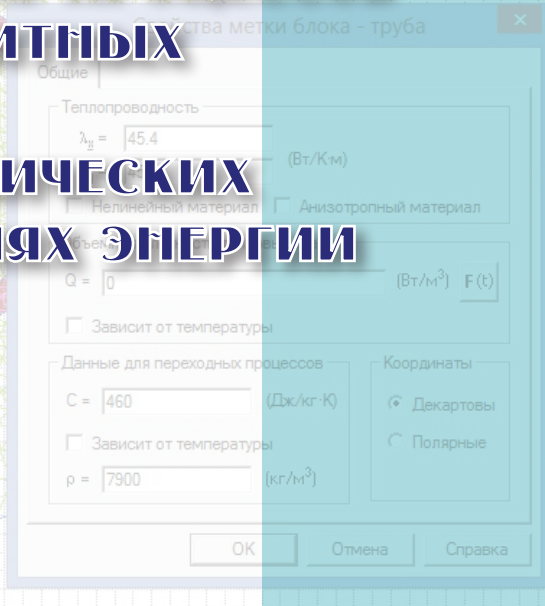 Свойства метки блока - труба
ИТНЫХ
Общие
Теплопроводность
λx = 45.4
(Вт/К·м)
ИЧЕСКИХ
Нелинейный материал Анизотропный материал
ИЯХ ЭНЕРГИИ
Q = 0 (Вт/м³) F(t)
Зависит от температуры
Данные для переходных процессов Координаты
C = 460 (Дж/кг·К) Декартовы
Зависит от температуры Полярные
ρ = 7900 (кг/м³)
OK Отмена Справка